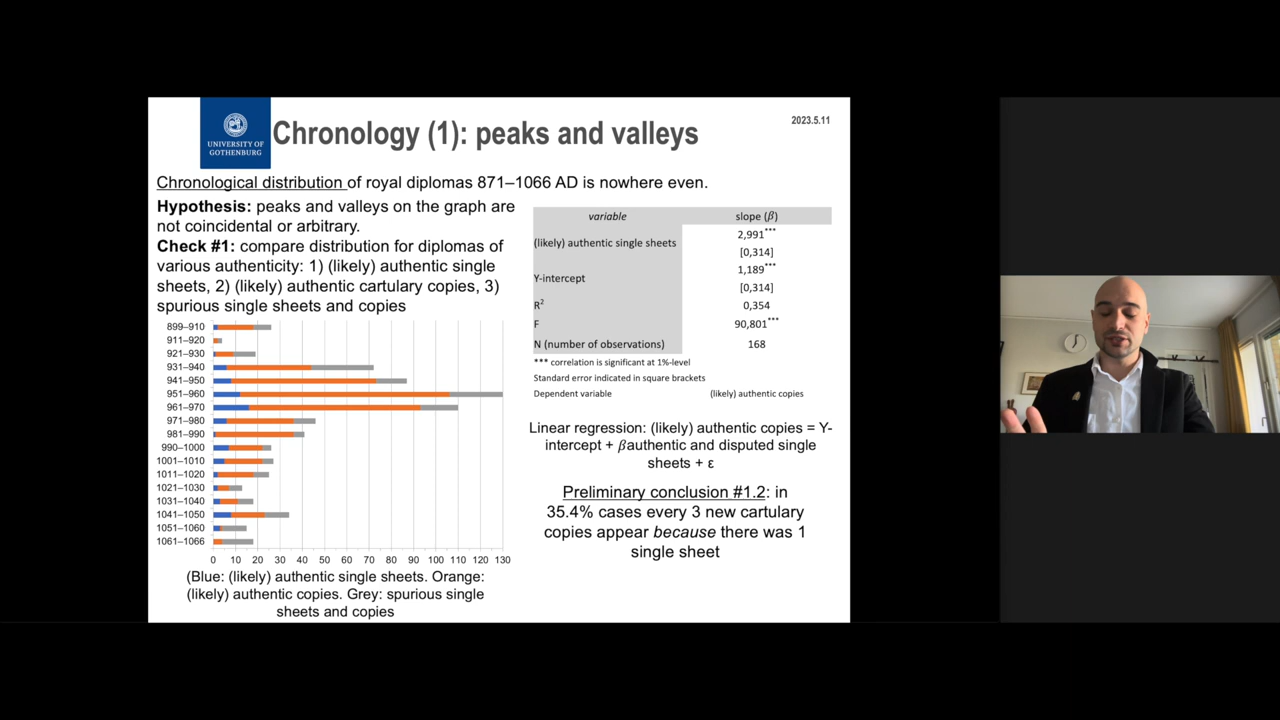 UNIVERSITY OF
GOTHENBURG
Chronology (1): peaks and valleys
2023.5.11
Chronological distribution of royal diplomas 871–1066 AD is nowhere even.
Hypothesis: peaks and valleys on the graph are
not coincidental or arbitrary.
Check #1: compare distribution for diplomas of
various authenticity: 1) (likely) authentic single
sheets, 2) (likely) authentic cartulary copies, 3)
spurious single sheets and copies
899–910
911–920
921–930
931–940
941–950
951–960
961–970
971–980
981–990
990–1000
1001–1010
1011–1020
1021–1030
1031–1040
1041–1050
1051–1060
1061–1066
0 10 20 30 40 50 60 70 80 90 100 110 120 130
(Blue: (likely) authentic single sheets. Orange:
(likely) authentic copies. Grey: spurious single
sheets and copies
variable slope (β)
(likely) authentic single sheets 2,991***
[0,314]
Y-intercept 1,189***
[0,314]
R² 0,354
F 90,801***
N (number of observations) 168
*** correlation is significant at 1%-level
Standard error indicated in square brackets
Dependent variable (likely) authentic copies
Linear regression: (likely) authentic copies = Y-
intercept + βauthentic and disputed single
sheets + ε
Preliminary conclusion #1.2: in
35.4% cases every 3 new cartulary
copies appear because there was 1
single sheet